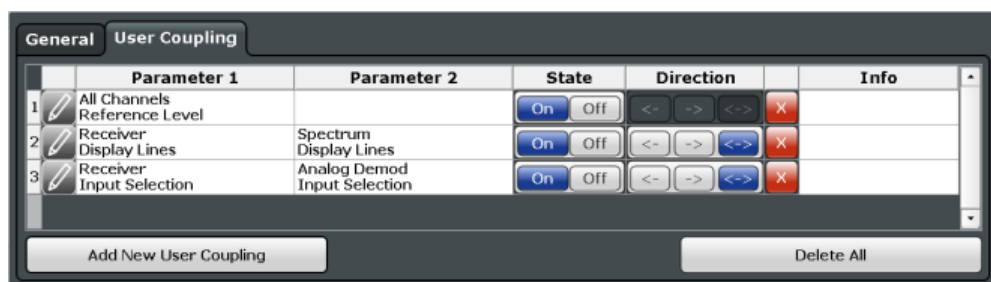 General User Coupling
Parameter 1 Parameter 2 State Direction Info
1 All Channels On Off <- -> <-> X
Reference Level
2 Receiver Spectrum On Off <- -> <-> X
Display Lines Display Lines
3 Receiver Analog Demod On Off <- -> <-> X
Input Selection Input Selection
Add New User Coupling Delete All